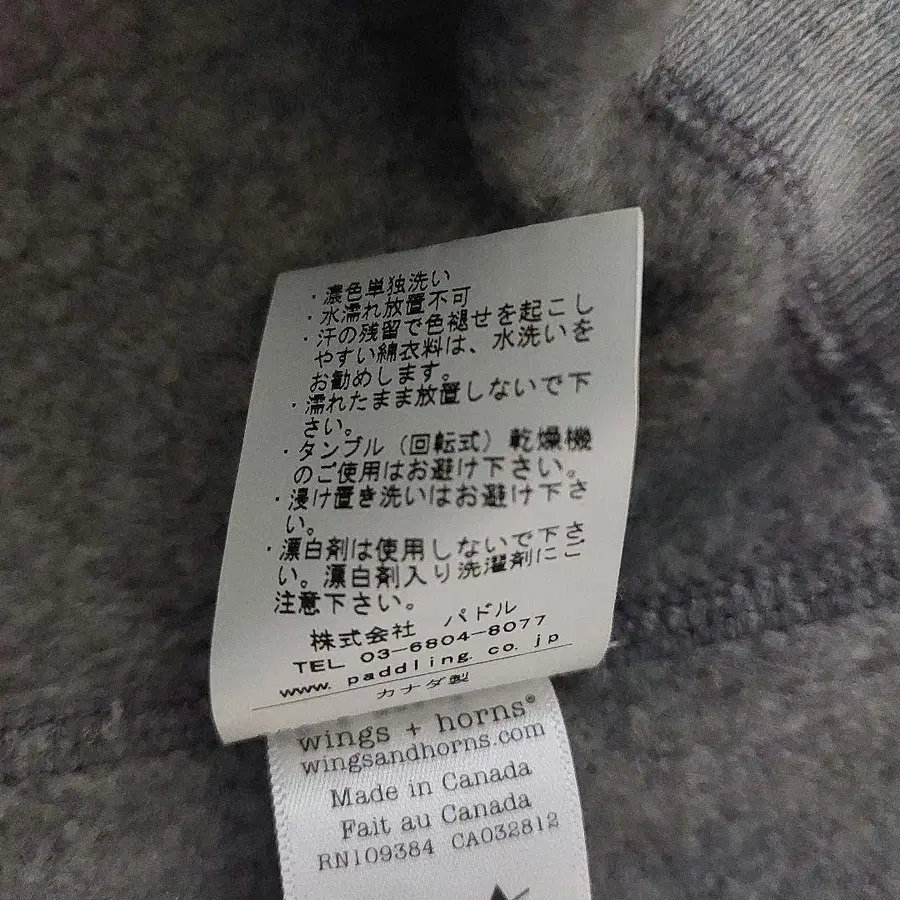 ・濃色単独洗い
・水濡れ放置不可
・汗の残留で色褪せを起こし
やすい綿衣料は、水洗いを
お勧めします。
・濡れたまま放置しないで下
さい。
・タンブル（回転式）乾燥機
のご使用はお避け下さい。
・浸け置き洗いはお避け下さ
い。
・漂白剤は使用しないで下さ
い。漂白剤入り洗濯剤にご
注意下さい。
株式会社 パドル
TEL 03-6804-8077
www. paddling. co. jp
カナダ製
wings + horns®
wingsandhorns.com
Made in Canada
Fait au Canada
RN109384 CA032812